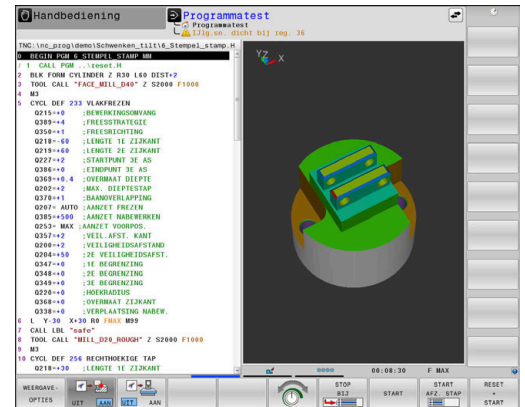 Handbediening
Programmatest
Programmatest
IJlg.sn. dicht bij reg. 36
TNC:\nc_prog\demo\Schwenken_tilt\6_Stempel_stamp.H
0 BEGIN PGM 6_STEMPEL_STAMP MM
/ 1 CALL PGM ..\reset.H
2 BLK FORM CYLINDER Z R30 L60 DIST+2
3 TOOL CALL "FACE_MILL_D40" Z S2000 F1000
4 M3
5 CYCL DEF 233 VLAKFREZEN
Q215=+0 ;BEWERKINGSOMVANG
Q389=+4 ;FREESSTRATEGIE
Q350=+1 ;FREESRICHTING
Q218=-60 ;LENGTE 1E ZIJKANT
Q219=+60 ;LENGTE 2E ZIJKANT
Q227=+2 ;STARTPUNT 3E AS
Q386=+0 ;EINDPUNT 3E AS
Q369=+0.4 ;OVERMAAT DIEPTE
Q202=+2 ;MAX. DIEPTESTAP
Q370=+1 ;BAANOVERLAPPING
Q207= AUTO ;AANZET FREZEN
Q385=+500 ;AANZET NABEWERKEN
Q253= MAX ;AANZET VOORPOS.
Q357=+2 ;VEIL.AFST. KANT
Q200=+2 ;VEILIGHEIDSAFSTAND
Q204=+50 ;2E VEILIGHEIDSAFST.
Q347=+0 ;1E BEGRENZING
Q348=+0 ;2E BEGRENZING
Q349=+0 ;3E BEGRENZING
Q220=+0 ;HOEKRADIUS
Q368=+0 ;OVERMAAT ZIJKANT
Q338=+0 ;VERPLAATSING NABEW.
6 L Y-30 X+30 R0 FMAX M99
7 CALL LBL "safe"
8 TOOL CALL "MILL_D20_ROUGH" Z S2000 F1000
9 M3
10 CYCL DEF 256 RECHTHOEKIGE TAP
Q218=+30 ;LENGTE 1E ZIJKANT
YZ X
00:08:30 F MAX
WEERGAVE-
OPTIES
UIT AAN
UIT AAN
STOP
BIJ
START
START
AFZ. STAP
RESET
+
START